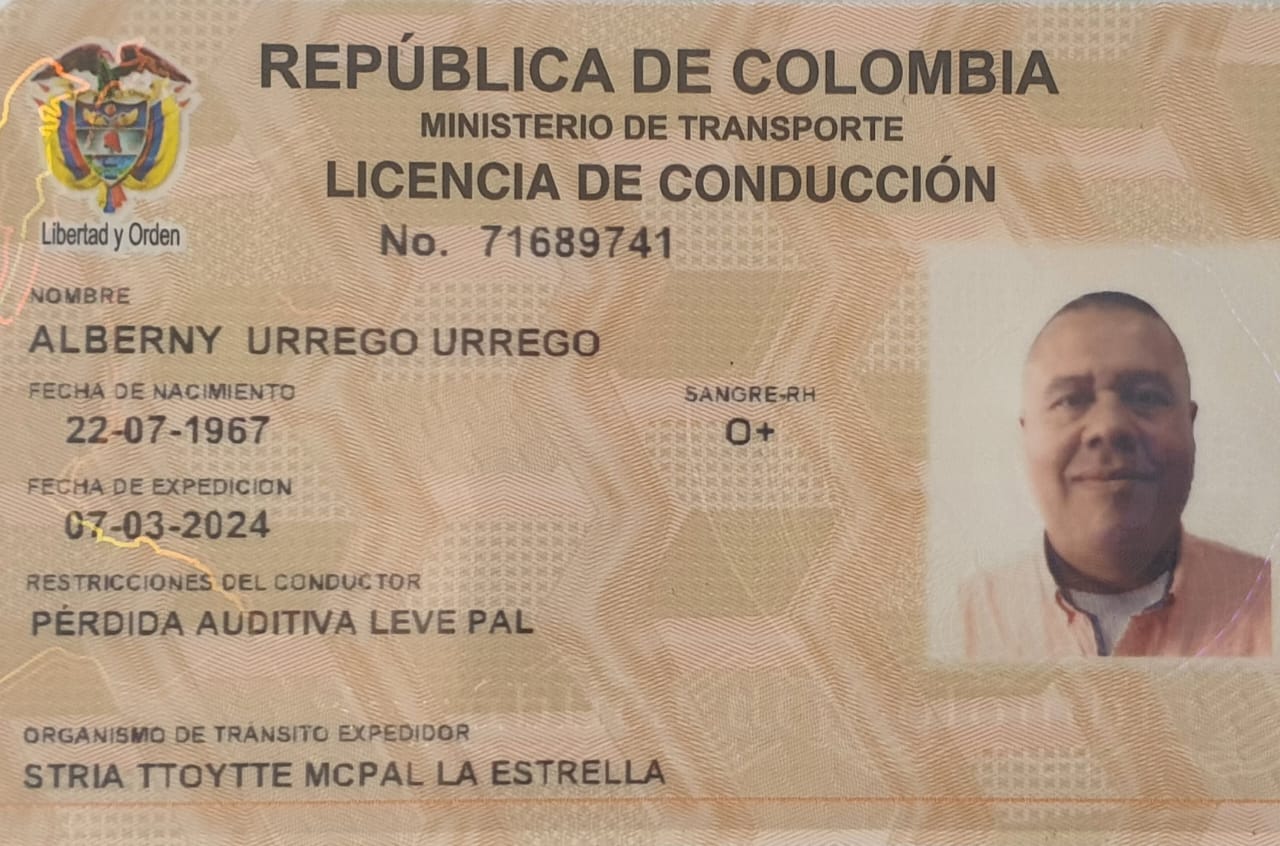 REPÚBLICA DE COLOMBIA
MINISTERIO DE TRANSPORTE
LICENCIA DE CONDUCCIÓN
Libertad y Orden
No. 71689741
NOMBRE
ALBERNY URREGO URREGO
FECHA DE NACIMIENTO
SANGRE-RH
22-07-1967
O+
FECHA DE EXPEDICION
07-03-2024
RESTRICCIONES DEL CONDUCTOR
PÉRDIDA AUDITIVA LEVE PAL
ORGANISMO DE TRÁNSITO EXPEDIDOR
STRIA TTOYTTE MCPAL LA ESTRELLA